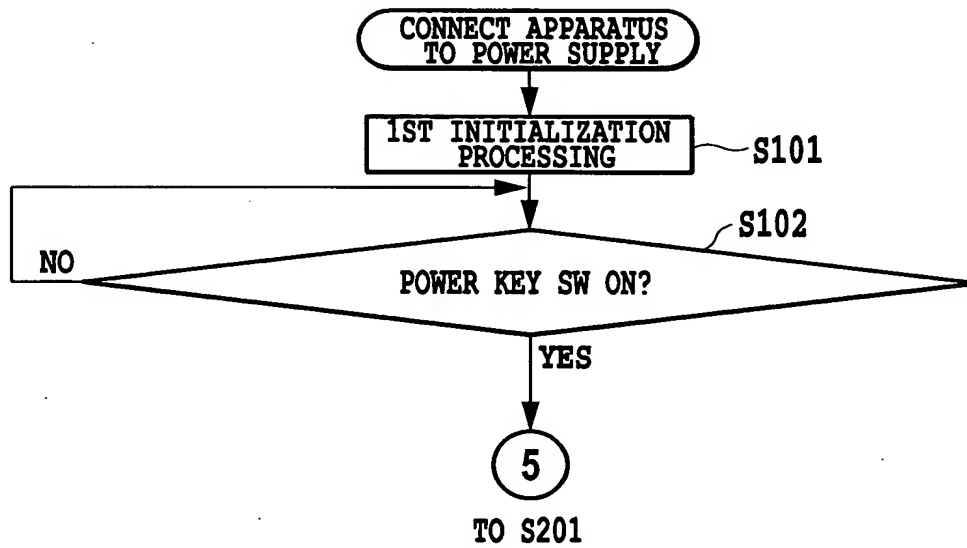 CONNECT APPARATUS
TO POWER SUPPLY
1ST INITIALIZATION
PROCESSING
S101
S102
NO
POWER KEY SW ON?
YES
5
TO S201